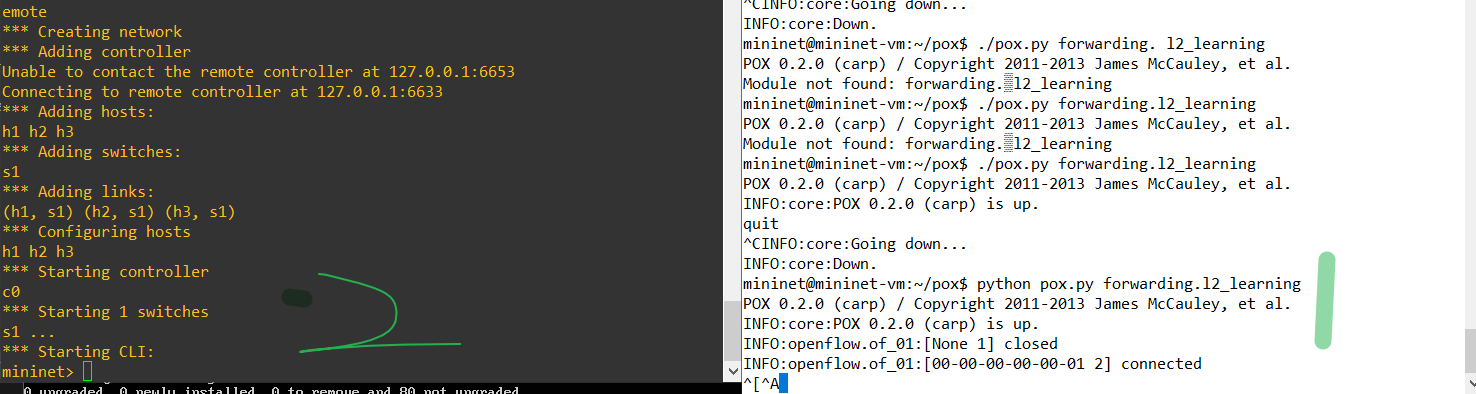 emote
*** Creating network
*** Adding controller
Unable to contact the remote controller at 127.0.0.1:6653
Connecting to remote controller at 127.0.0.1:6633
*** Adding hosts:
h1 h2 h3
*** Adding switches:
s1
*** Adding links:
(h1, s1) (h2, s1) (h3, s1)
*** Configuring hosts
h1 h2 h3
*** Starting controller
c0
*** Starting 1 switches
s1 ...
*** Starting CLI:
mininet>
0 upgraded, 0 newly installed, 0 to remove and 80 not upgraded
^CINFO:core:Going down...
INFO:core:Down.
mininet@mininet-vm:~/pox$ ./pox.py forwarding. l2_learning
POX 0.2.0 (carp) / Copyright 2011-2013 James McCauley, et al.
Module not found: forwarding.▒l2_learning
mininet@mininet-vm:~/pox$ ./pox.py forwarding.l2_learning
POX 0.2.0 (carp) / Copyright 2011-2013 James McCauley, et al.
Module not found: forwarding.▒l2_learning
mininet@mininet-vm:~/pox$ ./pox.py forwarding.l2_learning
POX 0.2.0 (carp) / Copyright 2011-2013 James McCauley, et al.
INFO:core:POX 0.2.0 (carp) is up.
quit
^CINFO:core:Going down...
INFO:core:Down.
mininet@mininet-vm:~/pox$ python pox.py forwarding.l2_learning
POX 0.2.0 (carp) / Copyright 2011-2013 James McCauley, et al.
INFO:core:POX 0.2.0 (carp) is up.
INFO:openflow.of_01:[None 1] closed
INFO:openflow.of_01:[00-00-00-00-00-01 2] connected
^[^A